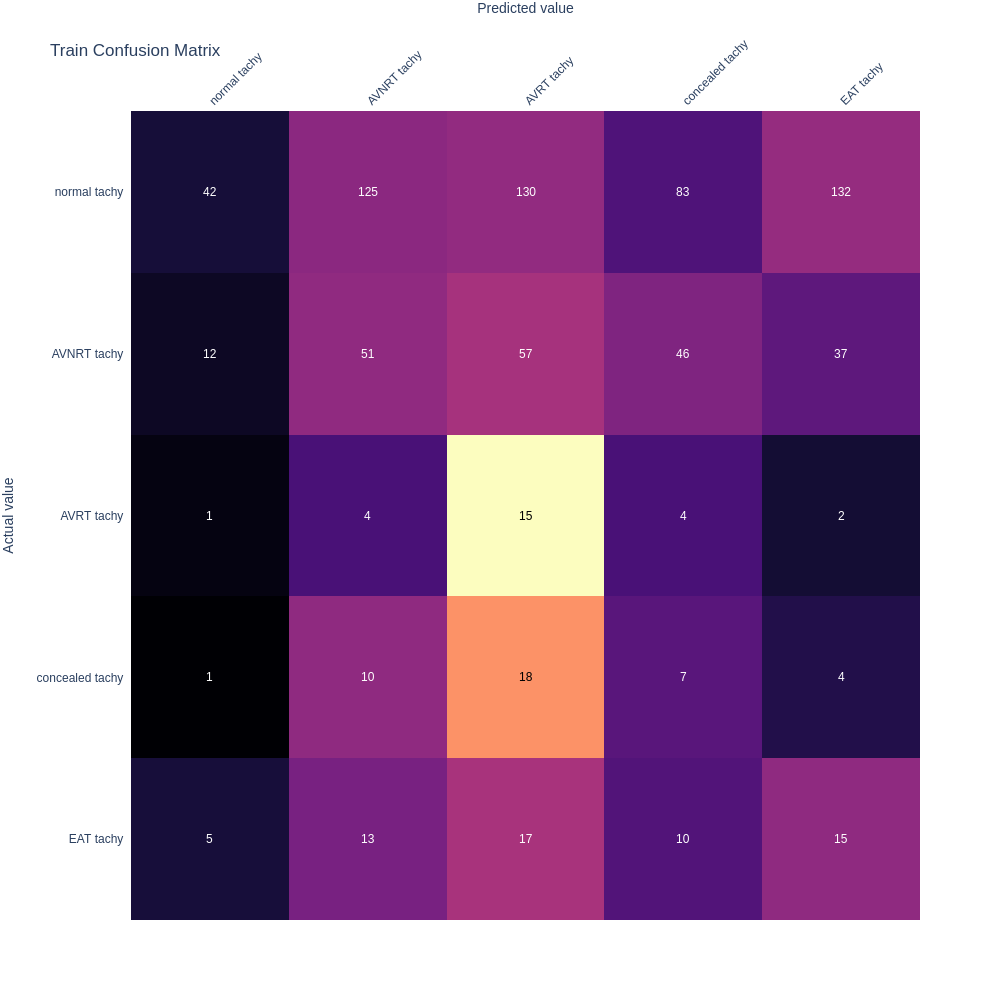 Predicted value
Train Confusion Matrix
normal tachy AVNRT tachy AVRT tachy concealed tachy EAT tachy
normal tachy 42 125 130 83 132
AVNRT tachy 12 51 57 46 37
Actual value
AVRT tachy 1 4 15 4 2
concealed tachy 1 10 18 7 4
EAT tachy 5 13 17 10 15